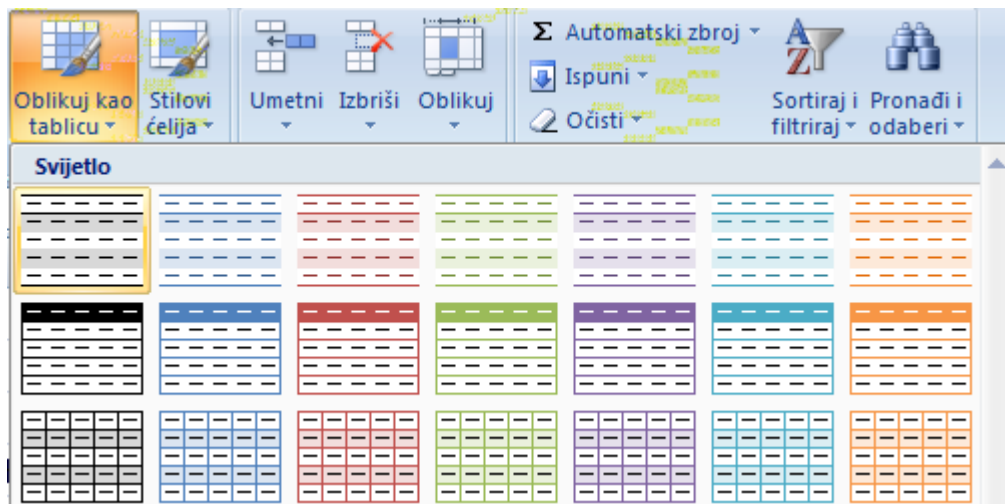 Oblikuj kao
tablicu
Stilovi
ćelija
Umetni
Izbriši
Oblikuj
Σ Automatski zbroj
Ispuni
Očisti
Sortiraj i
filtriraj
Pronađi i
odaberi
Svijetlo